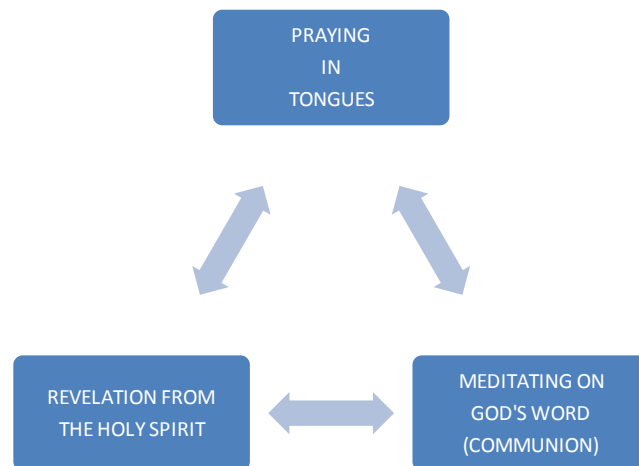 PRAYING
IN
TONGUES
REVELATION FROM
THE HOLY SPIRIT
MEDITATING ON
GOD'S WORD
(COMMUNION)